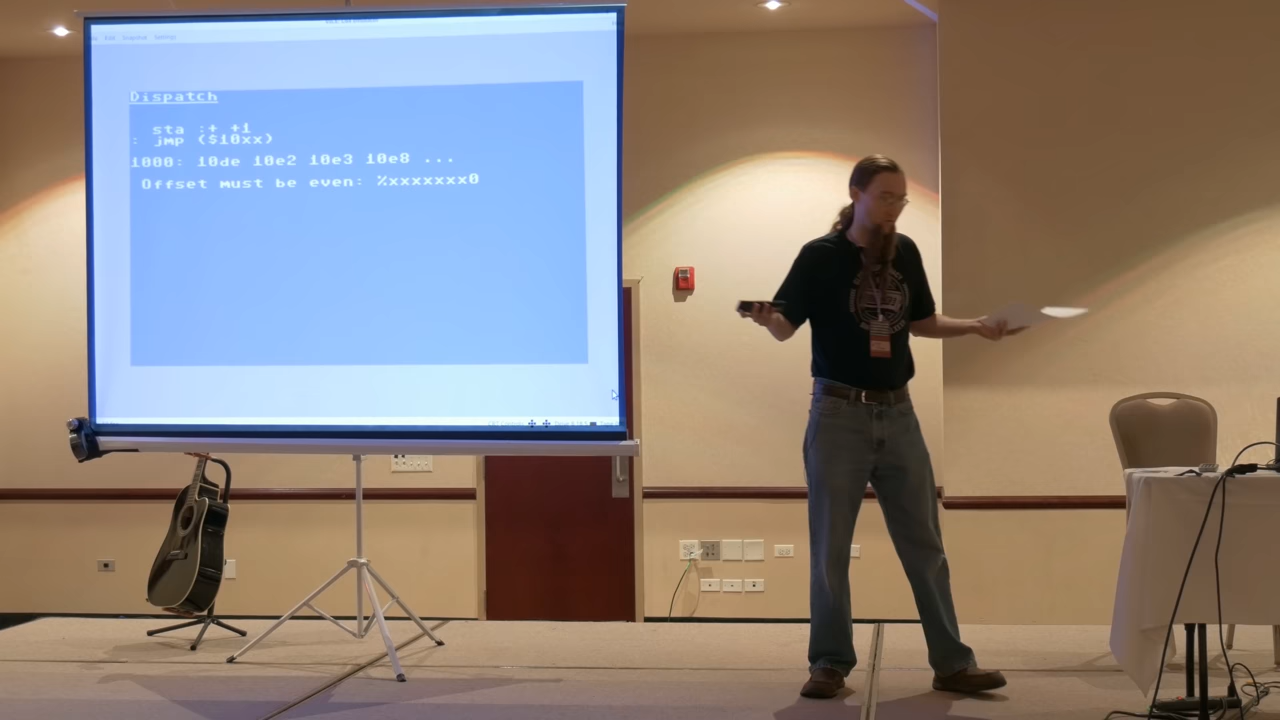 Dispatch
sta :+ +1
: jmp ($10xx)
1000: 10de 10e2 10e3 10e8 ...
Offset must be even: %xxxxxxx0